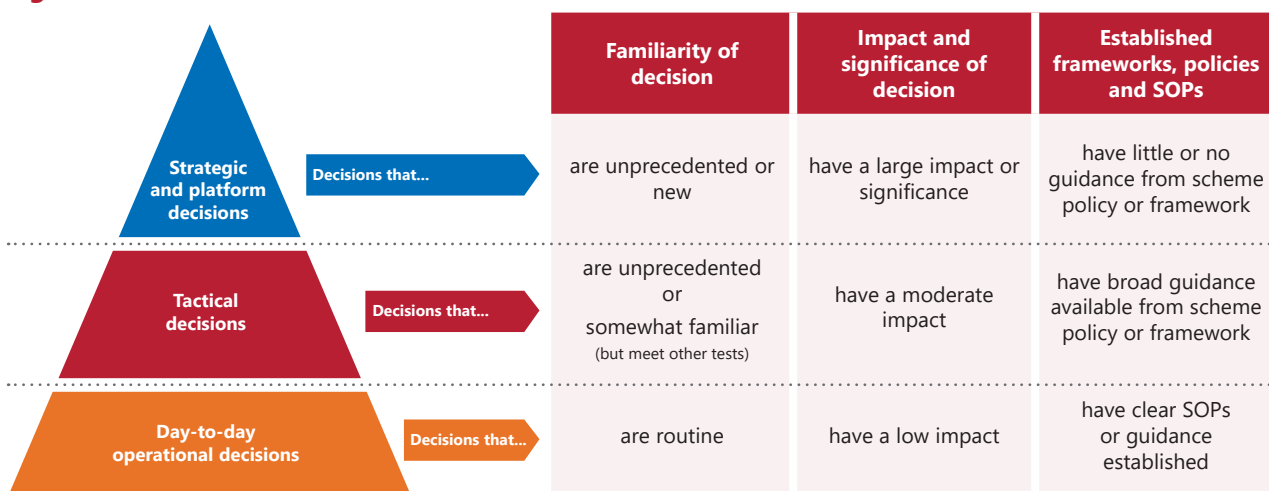 Familiarity of
decision
Impact and
significance of
decision
Established
frameworks, policies
and SOPs
Strategic
and platform
decisions
Decisions that...
are unprecedented or
new
have a large impact or
significance
have little or no
guidance from scheme
policy or framework
Tactical
decisions
Decisions that...
are unprecedented
or
somewhat familiar
(but meet other tests)
have a moderate
impact
have broad guidance
available from scheme
policy or framework
Day-to-day
operational decisions
Decisions that...
are routine
have a low impact
have clear SOPs
or guidance
established